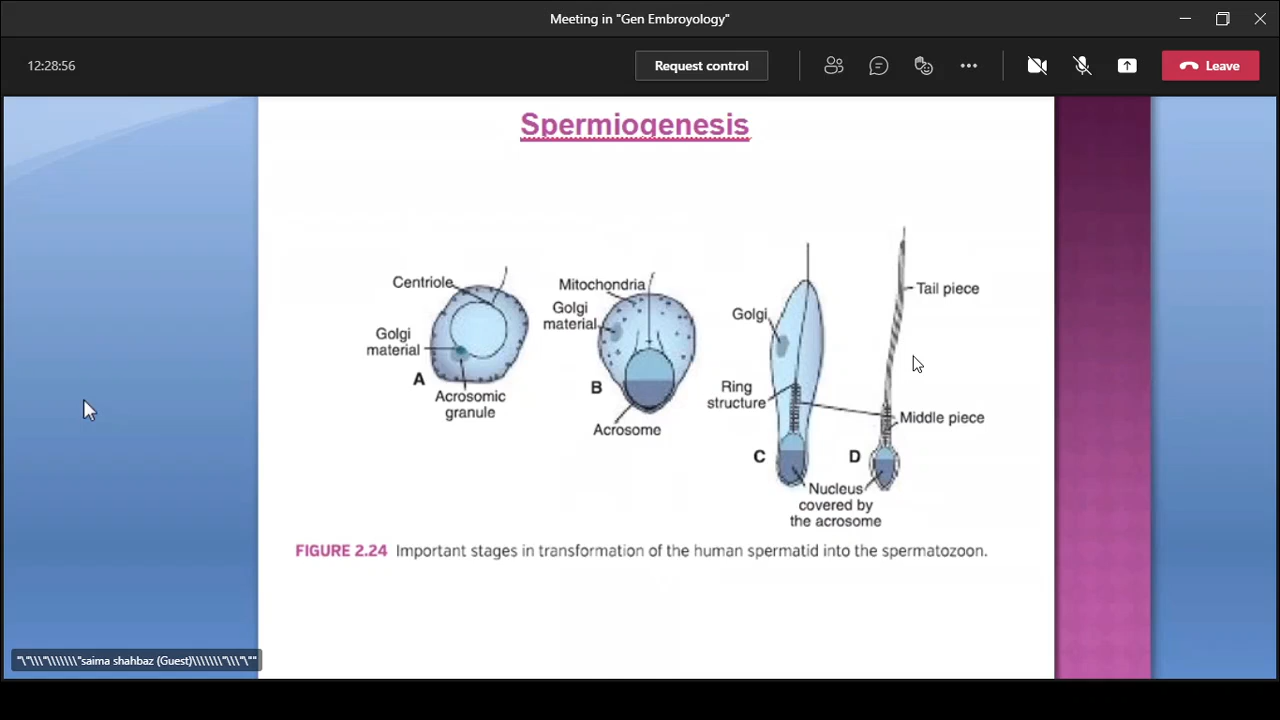 Meeting in "Gen Embroyology"
12:28:56
Request control
Leave
Spermiogenesis
Centriole
Golgi
material
A
Acrosomic
granule
Mitochondria
Golgi
material
B
Acrosome
Golgi
Ring
structure
C
Tail piece
Middle piece
D
Nucleus
covered by
the acrosome
FIGURE 2.24 Important stages in transformation of the human spermatid into the spermatozoon.
"\"\\\"\\\\\\\"saima shahbaz (Guest)\\\\\\\"\\\"\""